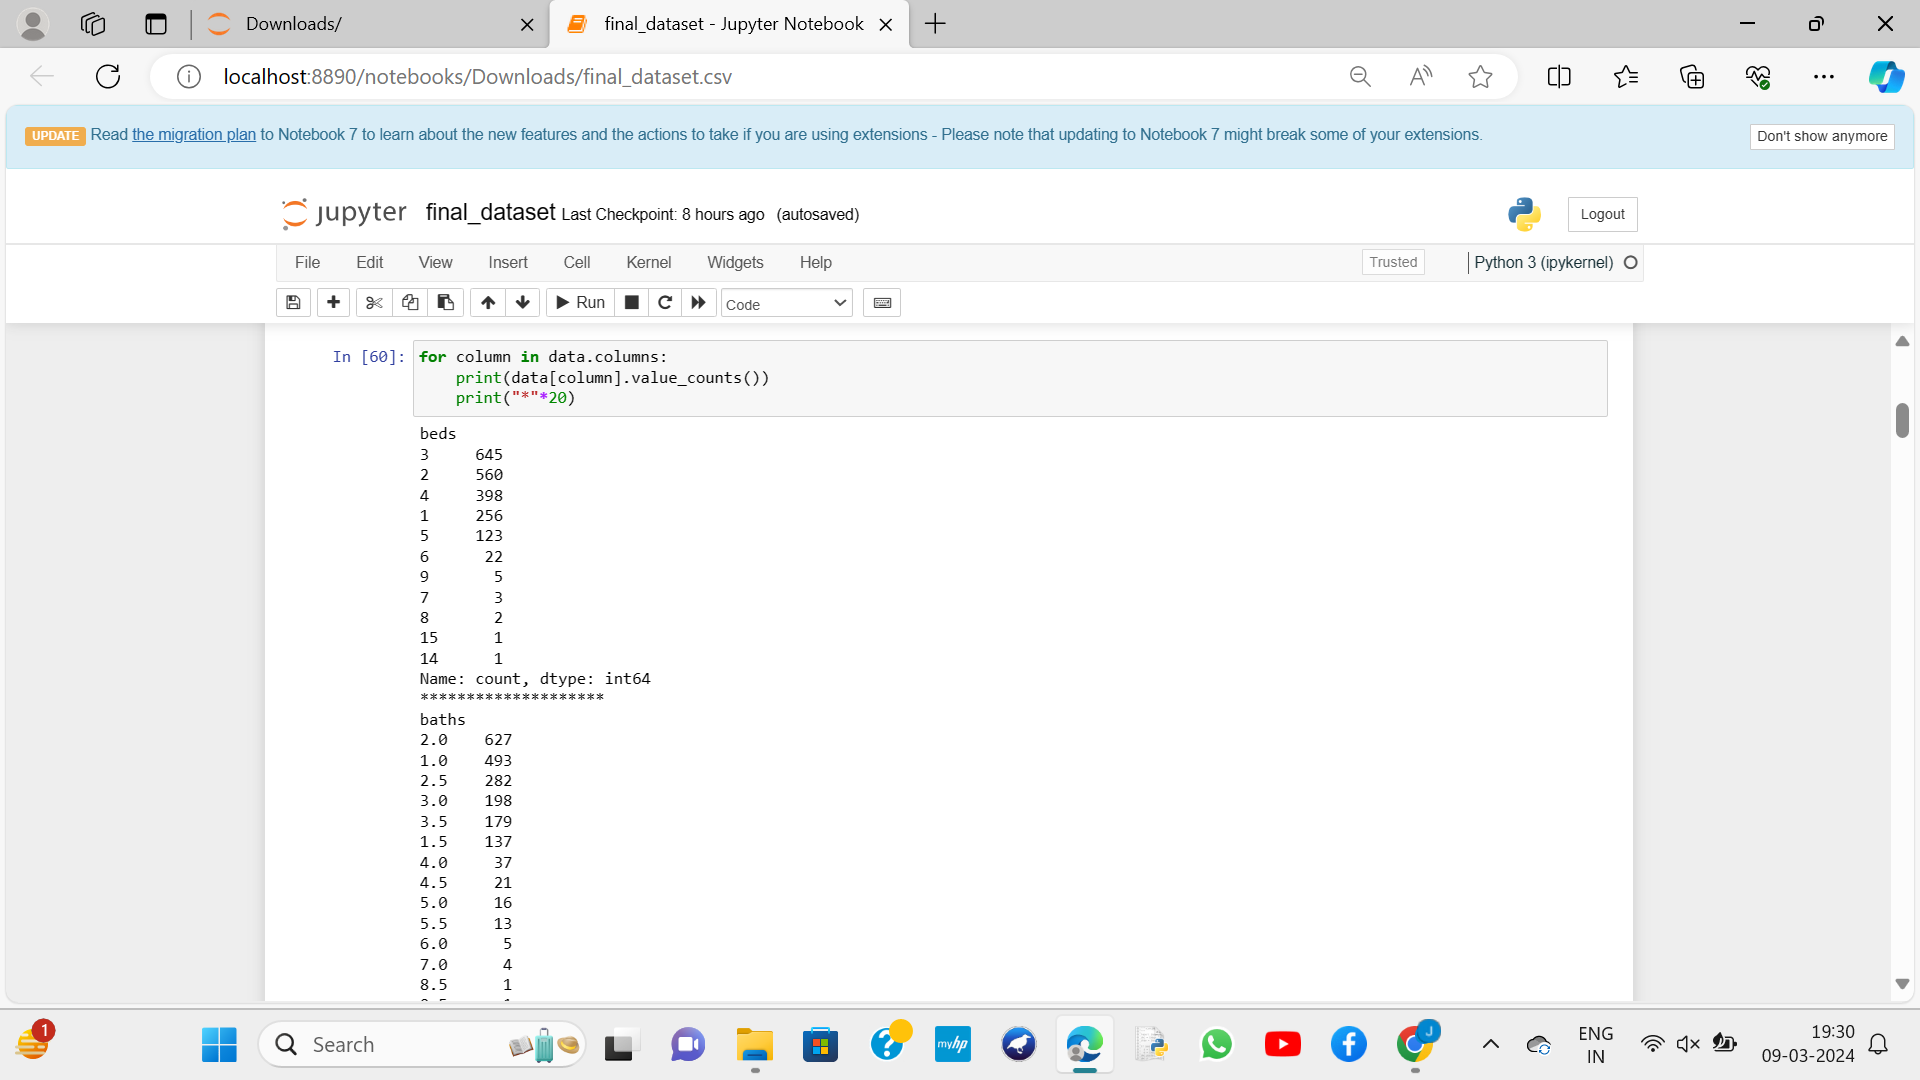 Downloads/
final_dataset - Jupyter Notebook
localhost:8890/notebooks/Downloads/final_dataset.csv
UPDATE Read the migration plan to Notebook 7 to learn about the new features and the actions to take if you are using extensions - Please note that updating to Notebook 7 might break some of your extensions.
Don't show anymore
jupyter final_dataset Last Checkpoint: 8 hours ago (autosaved)
Logout
File Edit View Insert Cell Kernel Widgets Help
Trusted
Python 3 (ipykernel)
Run
Code
In [60]: for column in data.columns:
    print(data[column].value_counts())
    print("*"*20)
beds
3     645
2     560
4     398
1     256
5     123
6      22
9       5
7       3
8       2
15      1
14      1
Name: count, dtype: int64
********************
baths
2.0    627
1.0    493
2.5    282
3.0    198
3.5    179
1.5    137
4.0     37
4.5     21
5.0     16
5.5     13
6.0      5
7.0      4
8.5      1
1
Search
myhp
J
ENG
IN
19:30
09-03-2024